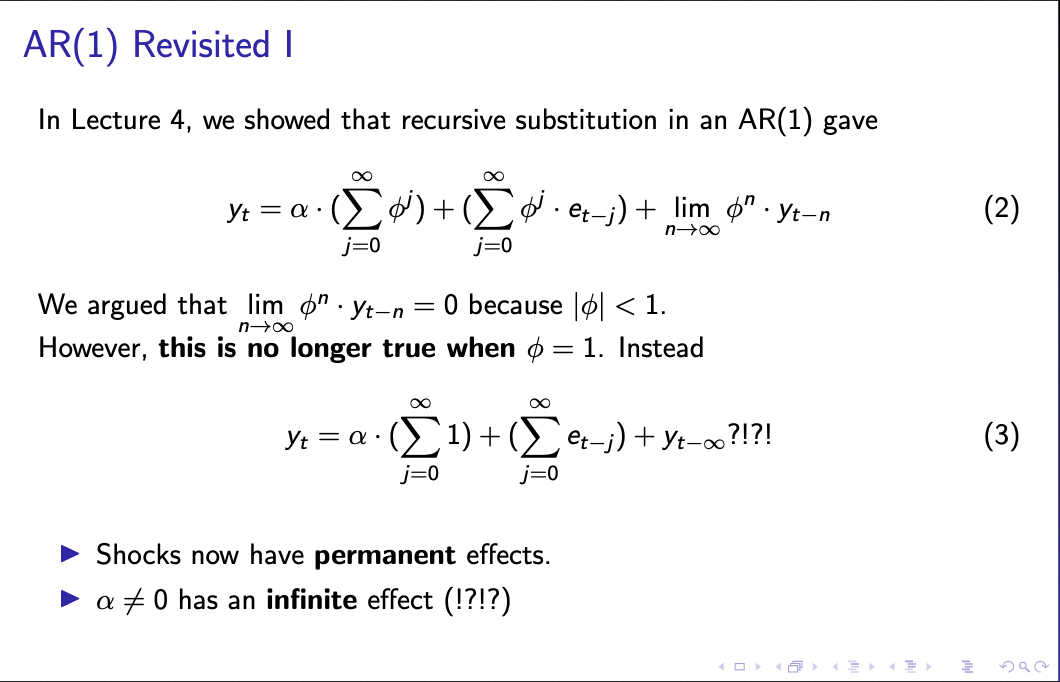 AR(1) Revisited I
In Lecture 4, we showed that recursive substitution in an AR(1) gave
$y_t = \alpha \cdot (\sum_{j=0}^{\infty} \phi^j) + (\sum_{j=0}^{\infty} \phi^j \cdot e_{t-j}) + \lim_{n \to \infty} \phi^n \cdot y_{t-n}$ (2)
We argued that $\lim_{n \to \infty} \phi^n \cdot y_{t-n} = 0$ because $|\phi| < 1$.
However, this is no longer true when $\phi = 1$. Instead
$y_t = \alpha \cdot (\sum_{j=0}^{\infty} 1) + (\sum_{j=0}^{\infty} e_{t-j}) + y_{t-\infty}$?!?! (3)
▶ Shocks now have permanent effects.
▶ $\alpha \neq 0$ has an infinite effect (!?!?)